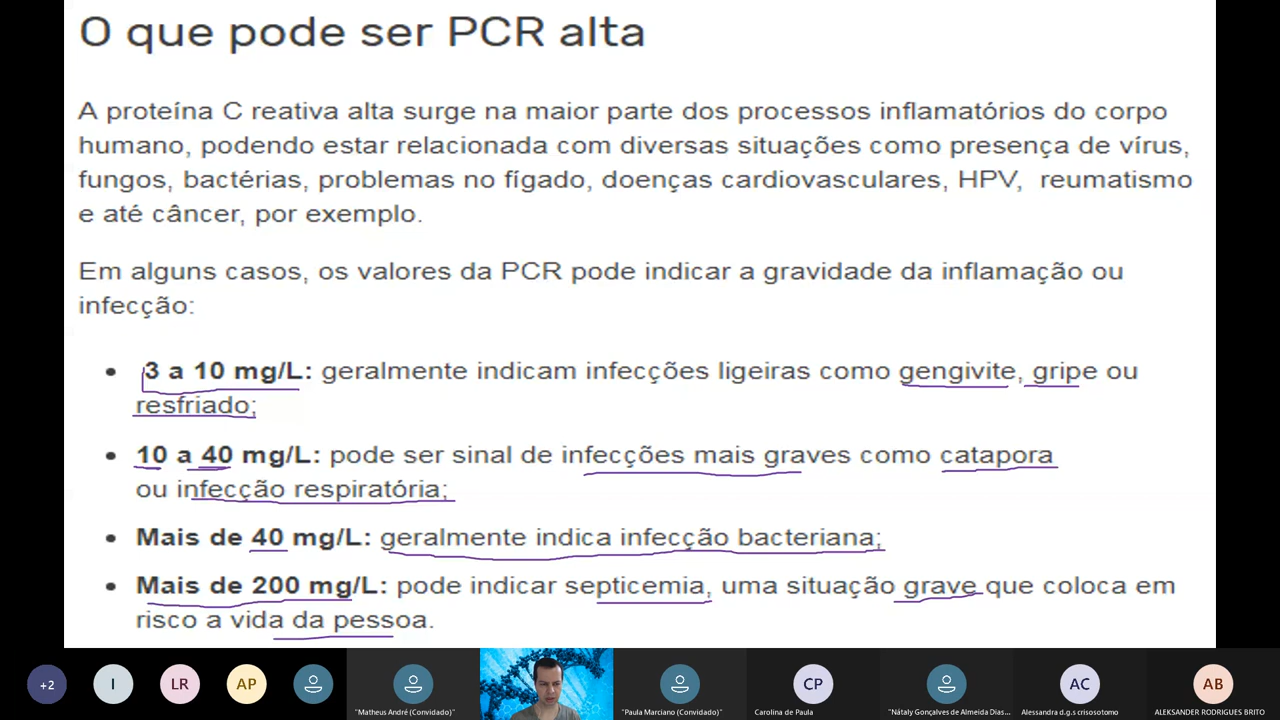 O que pode ser PCR alta
A proteína C reativa alta surge na maior parte dos processos inflamatórios do corpo
humano, podendo estar relacionada com diversas situações como presença de vírus,
fungos, bactérias, problemas no fígado, doenças cardiovasculares, HPV, reumatismo
e até câncer, por exemplo.
Em alguns casos, os valores da PCR pode indicar a gravidade da inflamação ou
infecção:
• 3 a 10 mg/L: geralmente indicam infecções ligeiras como gengivite, gripe ou
resfriado;
• 10 a 40 mg/L: pode ser sinal de infecções mais graves como catapora
ou infecção respiratória;
• Mais de 40 mg/L: geralmente indica infecção bacteriana;
• Mais de 200 mg/L: pode indicar septicemia, uma situação grave que coloca em
risco a vida da pessoa.
+2 I LR AP CP AC AB
"Matheus André (Convidado)" "Paula Marciano (Convidado)" Carolina de Paula "Nátaly Gonçalves de Almeida Dias... Alessandra d.g.s crisosotomo ALEKSANDER RODRIGUES BRITO